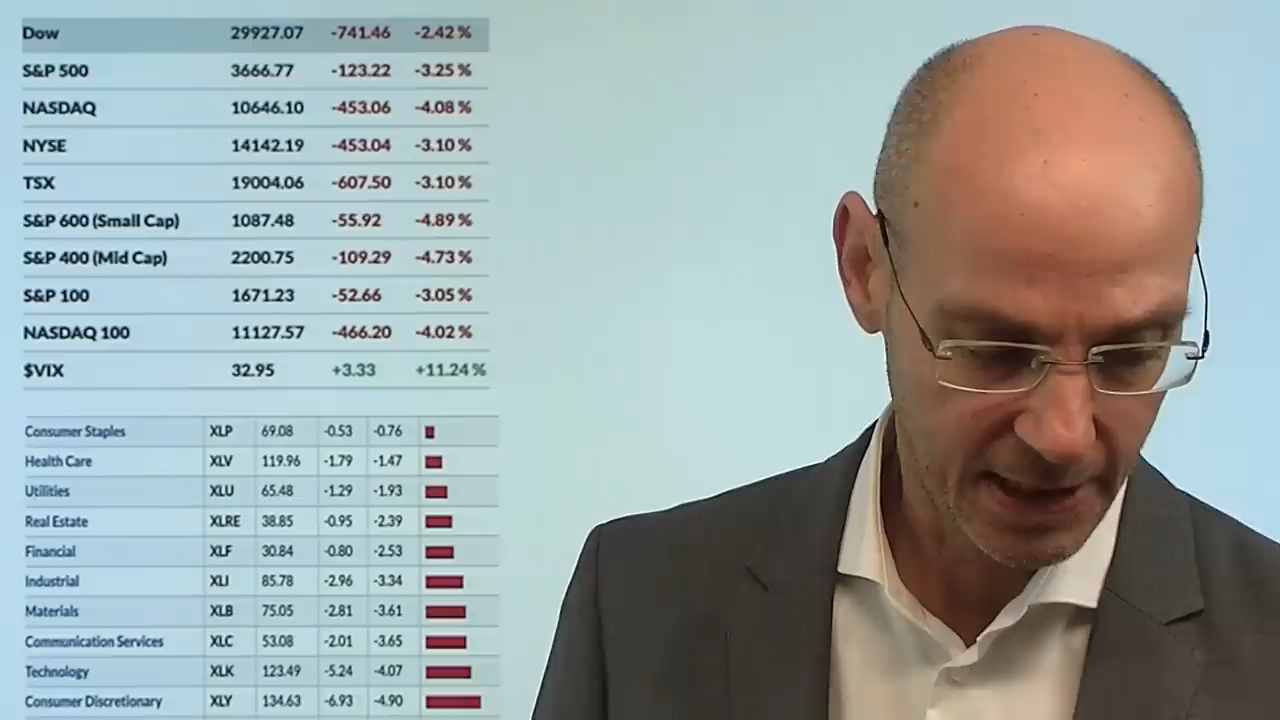 Dow 29927.07 -741.46 -2.42 %
S&P 500 3666.77 -123.22 -3.25 %
NASDAQ 10646.10 -453.06 -4.08 %
NYSE 14142.19 -453.04 -3.10 %
TSX 19004.06 -607.50 -3.10 %
S&P 600 (Small Cap) 1087.48 -55.92 -4.89 %
S&P 400 (Mid Cap) 2200.75 -109.29 -4.73 %
S&P 100 1671.23 -52.66 -3.05 %
NASDAQ 100 11127.57 -466.20 -4.02 %
$VIX 32.95 +3.33 +11.24 %
Consumer Staples XLP 69.08 -0.53 -0.76
Health Care XLV 119.96 -1.79 -1.47
Utilities XLU 65.48 -1.29 -1.93
Real Estate XLRE 38.85 -0.95 -2.39
Financial XLF 30.84 -0.80 -2.53
Industrial XLI 85.78 -2.96 -3.34
Materials XLB 75.05 -2.81 -3.61
Communication Services XLC 53.08 -2.01 -3.65
Technology XLK 123.49 -5.24 -4.07
Consumer Discretionary XLY 134.63 -6.93 -4.90